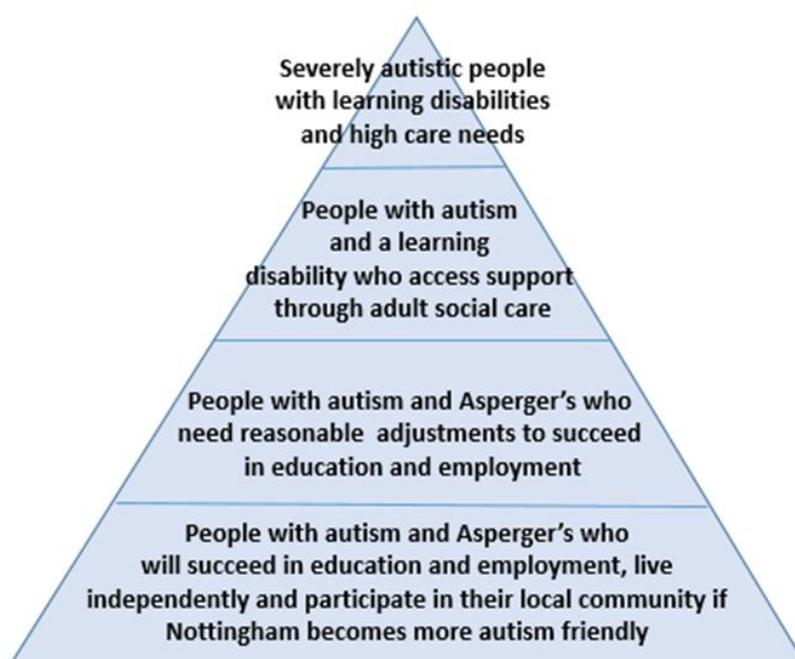 Severely autistic people
with learning disabilities
and high care needs
People with autism
and a learning
disability who access support
through adult social care
People with autism and Asperger’s who
need reasonable  adjustments to succeed
in education and employment
People with autism and Asperger’s who
will succeed in education and employment, live
independently and participate in their local community if
Nottingham becomes more autism friendly